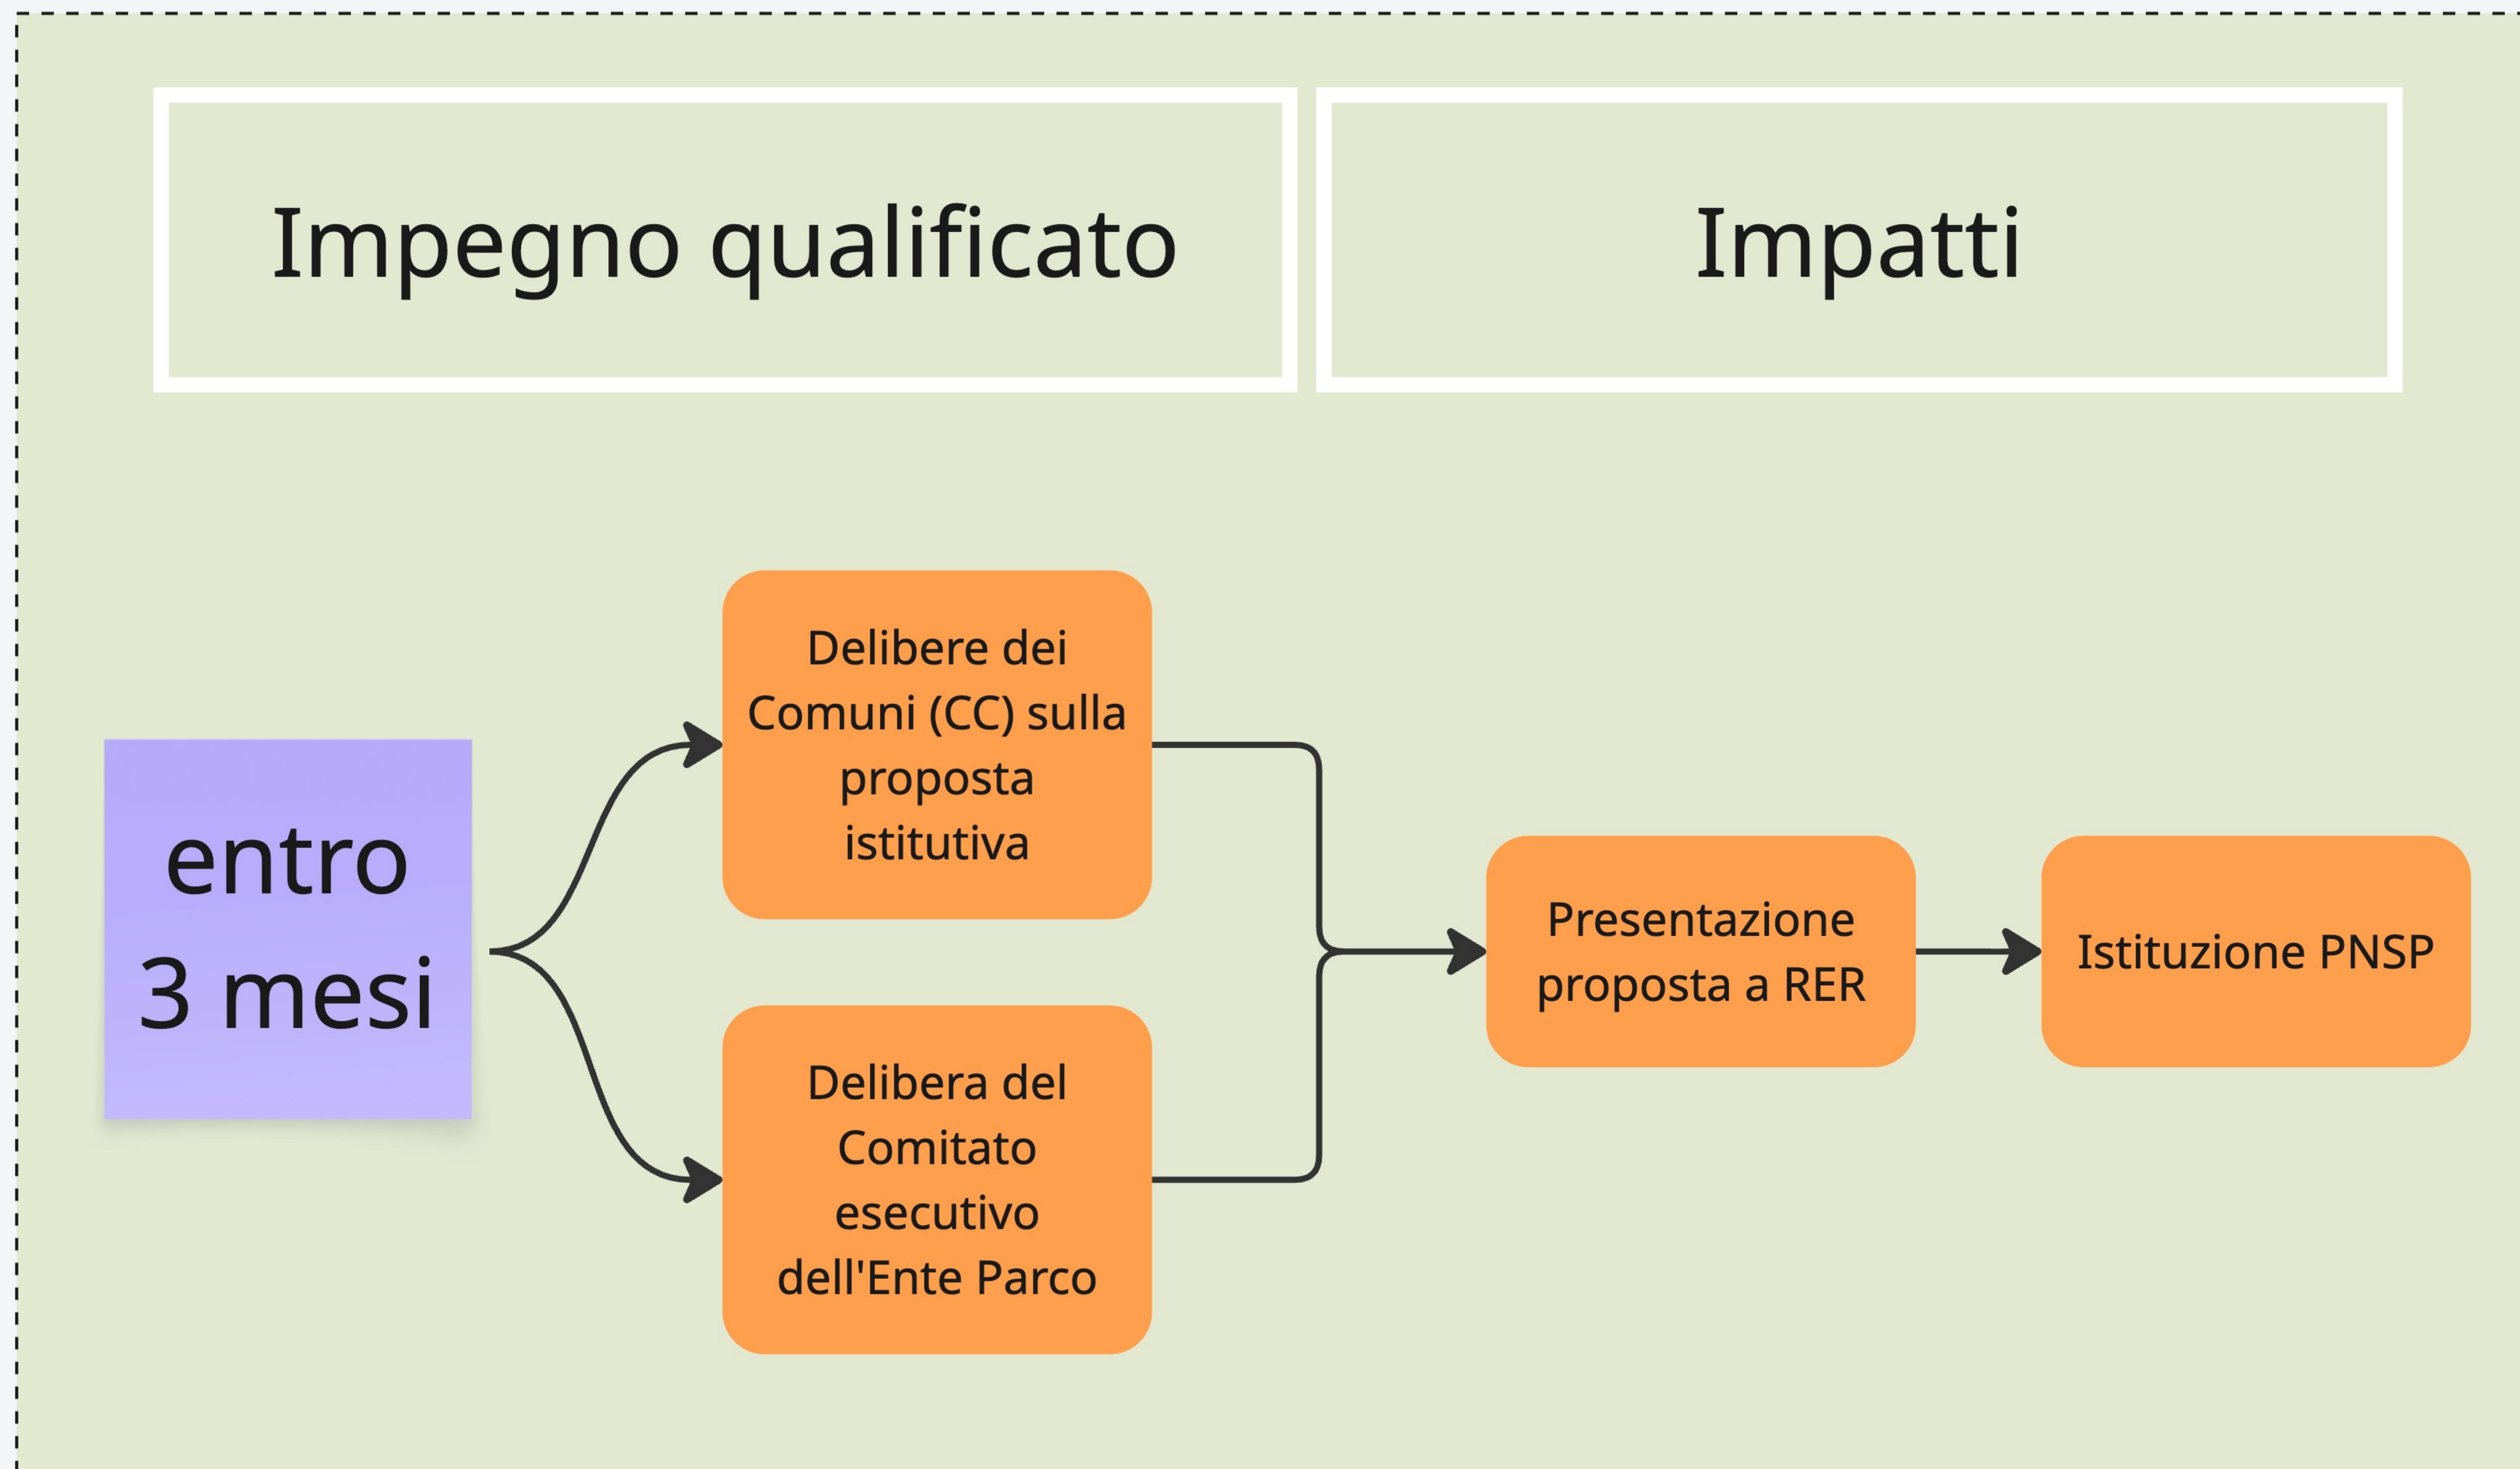 Impegno qualificato
Impatti
entro
3 mesi
Delibere dei
Comuni (CC) sulla
proposta
istitutiva
Delibera del
Comitato
esecutivo
dell'Ente Parco
Presentazione
proposta a RER
Istituzione PNSP